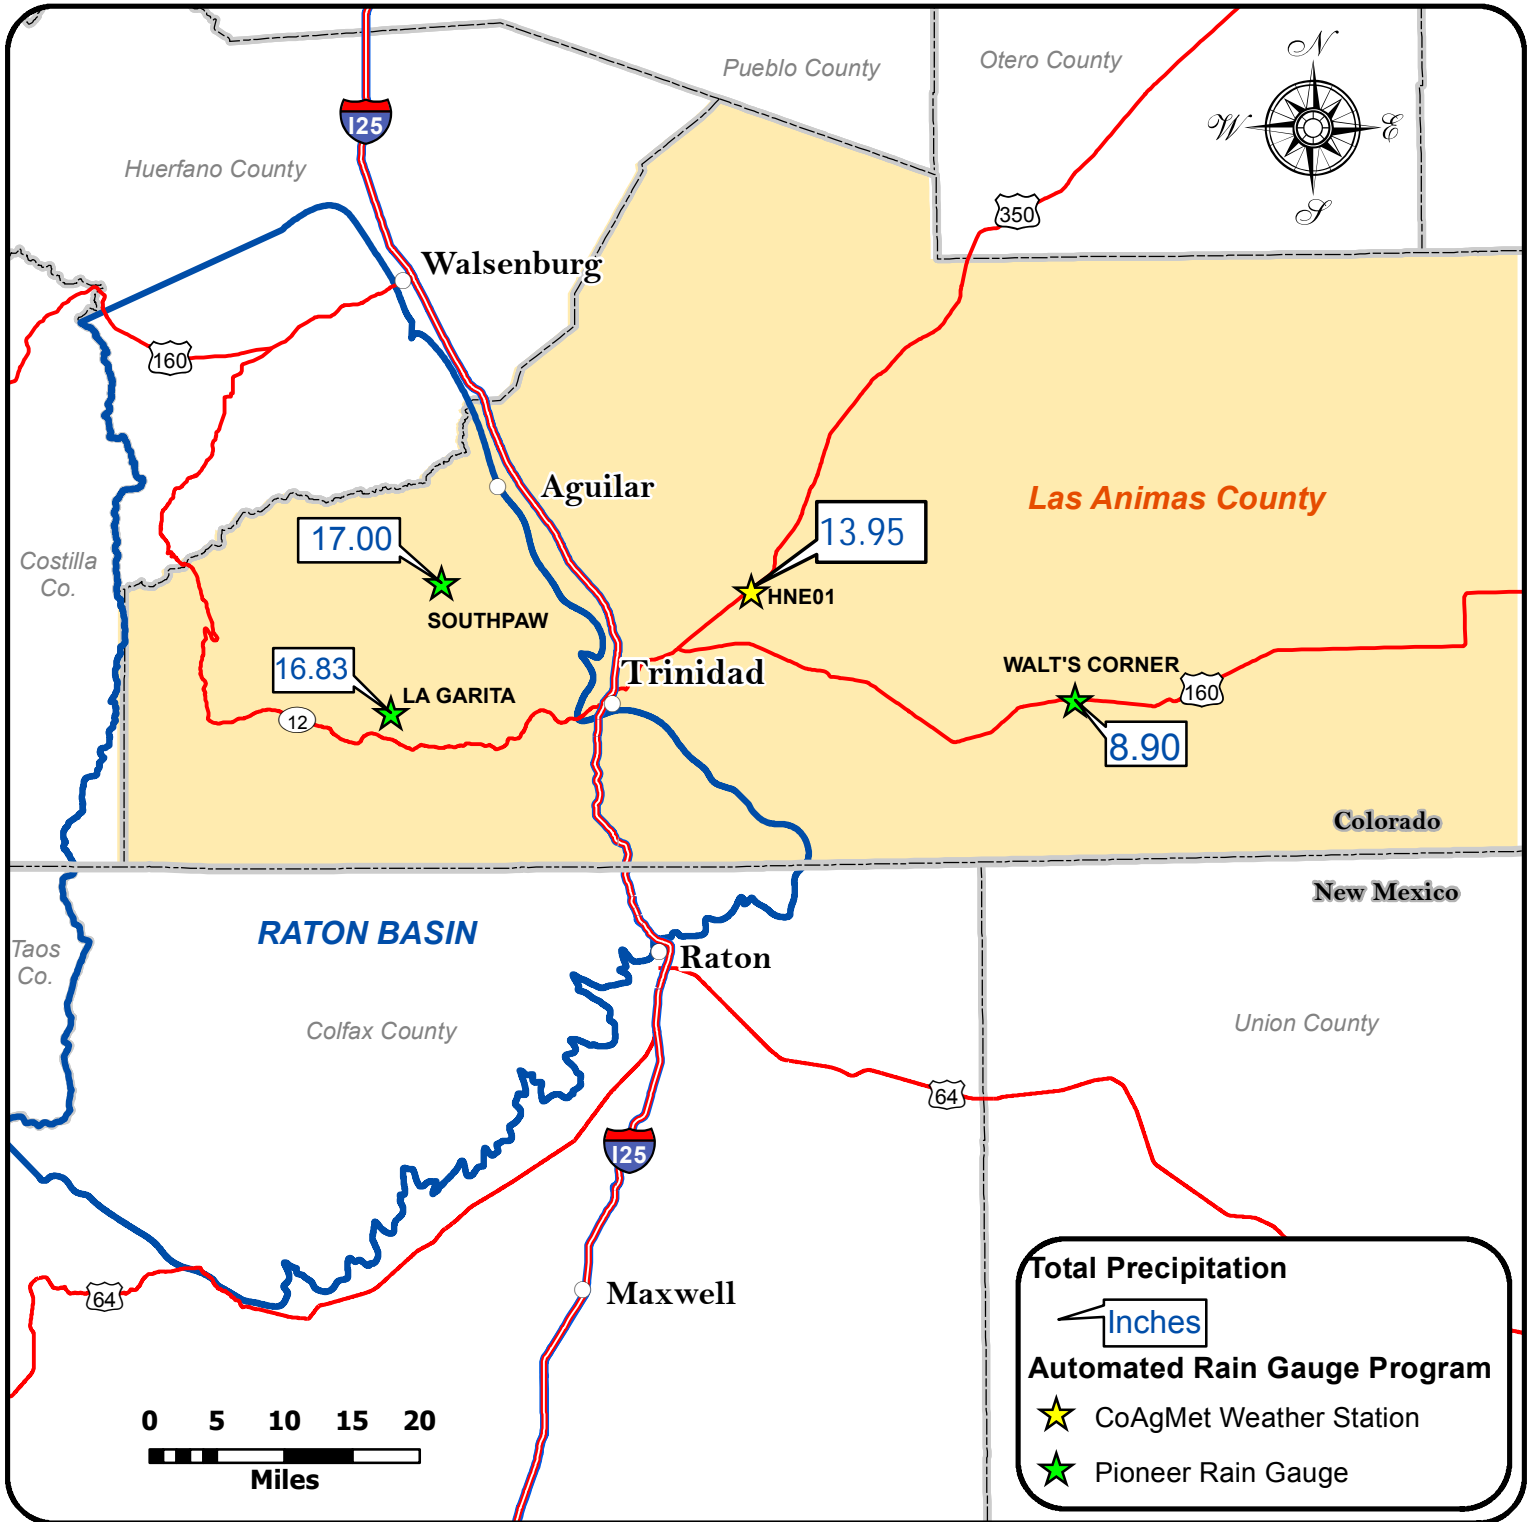 N
W
E
S
Pueblo County
Otero County
I25
Huerfano County
350
Walsenburg
160
Aguilar
Las Animas County
17.00
13.95
Costilla
Co.
HNE01
SOUTHPAW
16.83
LA GARITA
Trinidad
WALT'S CORNER
160
12
8.90
Colorado
New Mexico
RATON BASIN
Taos
Co.
Raton
Colfax County
Union County
64
I25
64
Maxwell
Total Precipitation
Inches
Automated Rain Gauge Program
CoAgMet Weather Station
Pioneer Rain Gauge
0 5 10 15 20
Miles